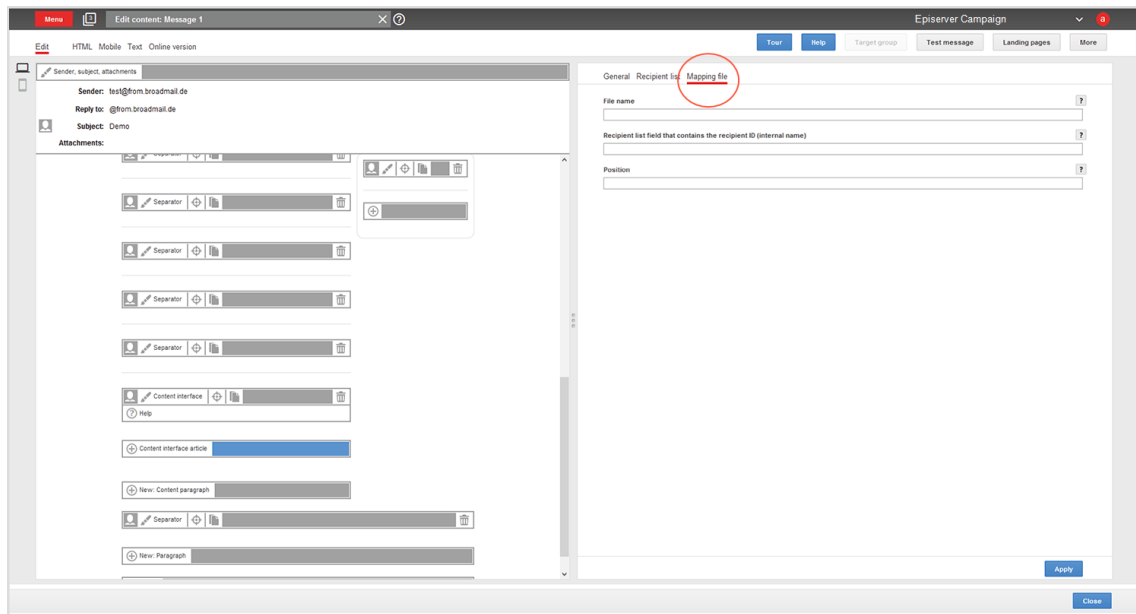 Menu 3 Edit content: Message 1 Episerver Campaign a
Edit HTML Mobile Text Online version Tour Help Target group Test message Landing pages More
Sender, subject, attachments
Sender: test@from.broadmail.de
Reply to: @from.broadmail.de
Subject: Demo
Attachments:
Separator
Separator
Separator
Separator
Separator
Content interface
? Help
Content interface article
New: Content paragraph
Separator
New: Paragraph
General Recipient list Mapping file
File name ?
Recipient list field that contains the recipient ID (internal name) ?
Position ?
Apply
Close